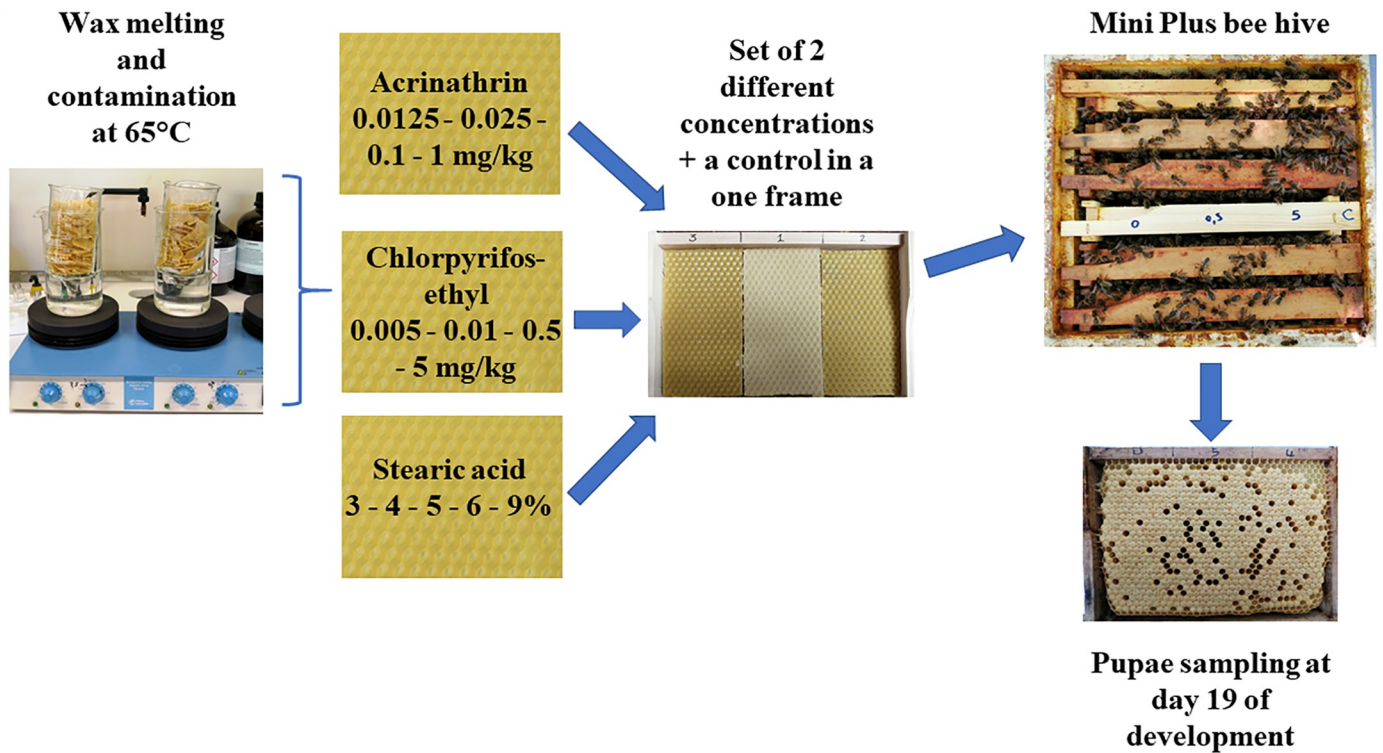 Wax melting
and
contamination
at 65°C
Acrinathrin
0.0125 - 0.025 -
0.1 - 1 mg/kg
Chlorpyrifos-
ethyl
0.005 - 0.01 - 0.5
- 5 mg/kg
Stearic acid
3 - 4 - 5 - 6 - 9%
Set of 2
different
concentrations
+ a control in a
one frame
3 1 2
Mini Plus bee hive
0 0,5 5 C
5 4
Pupae sampling at
day 19 of
development